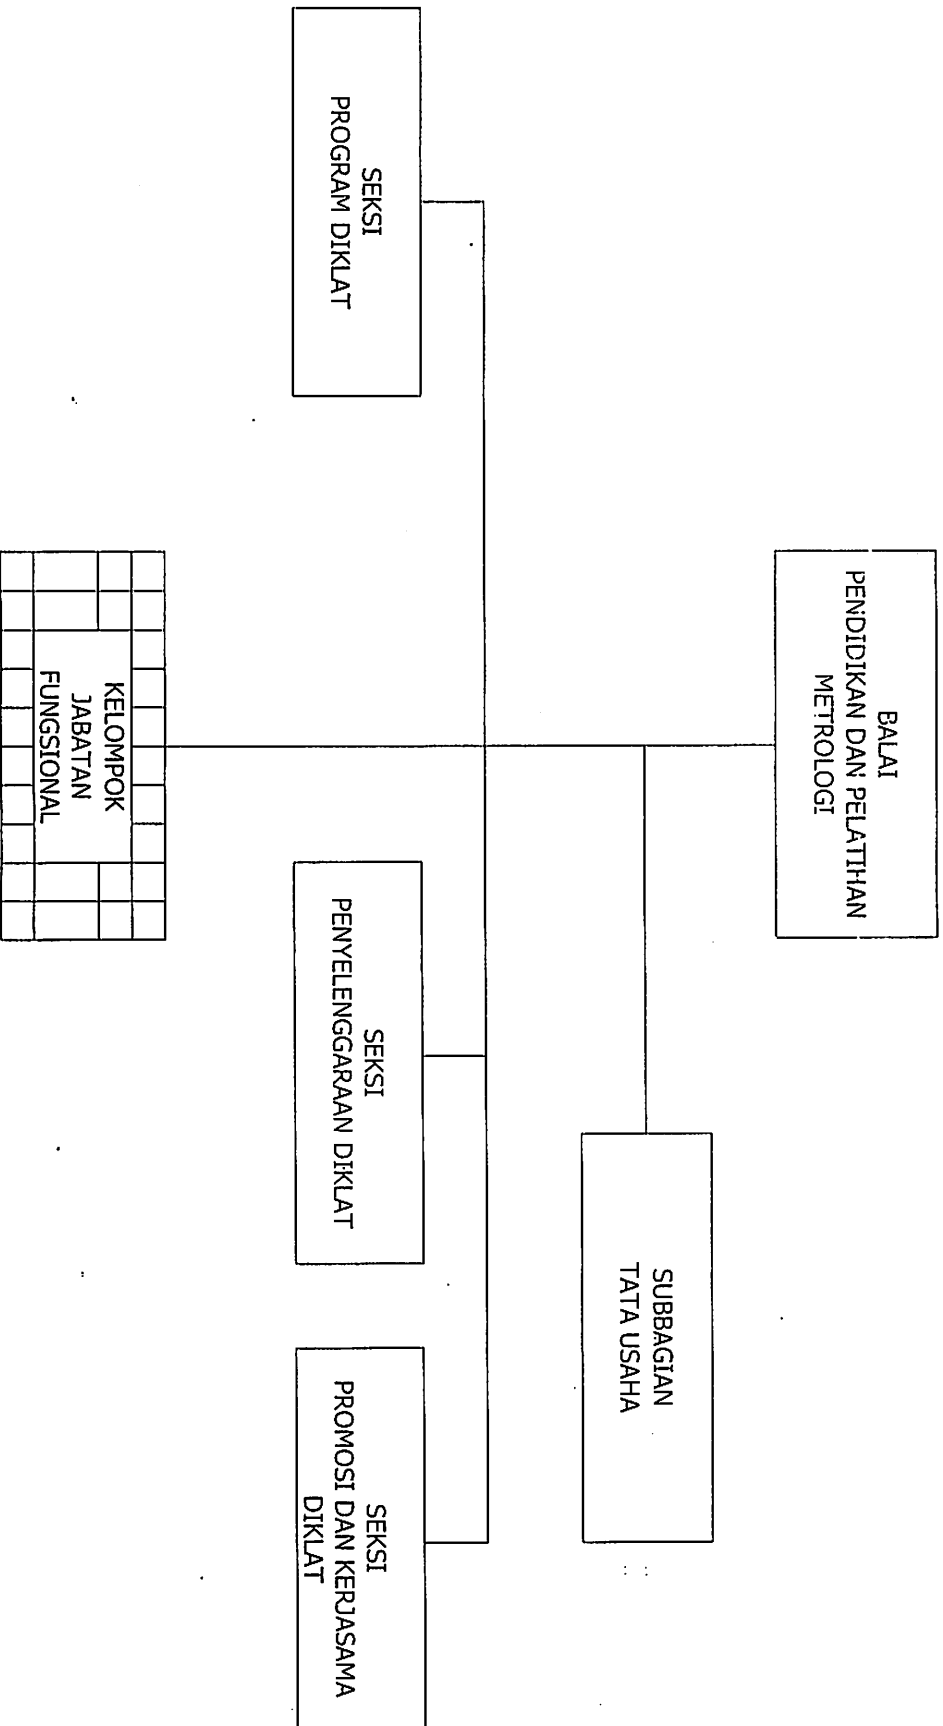 BALAI
PENDIDIKAN DAN PELATIHAN
METROLOGI
SUBBAGIAN
TATA USAHA
SEKSI
PROGRAM DIKLAT
SEKSI
PENYELENGGARAAN DIKLAT
SEKSI
PROMOSI DAN KERJASAMA
DIKLAT
KELOMPOK
JABATAN
FUNGSIONAL